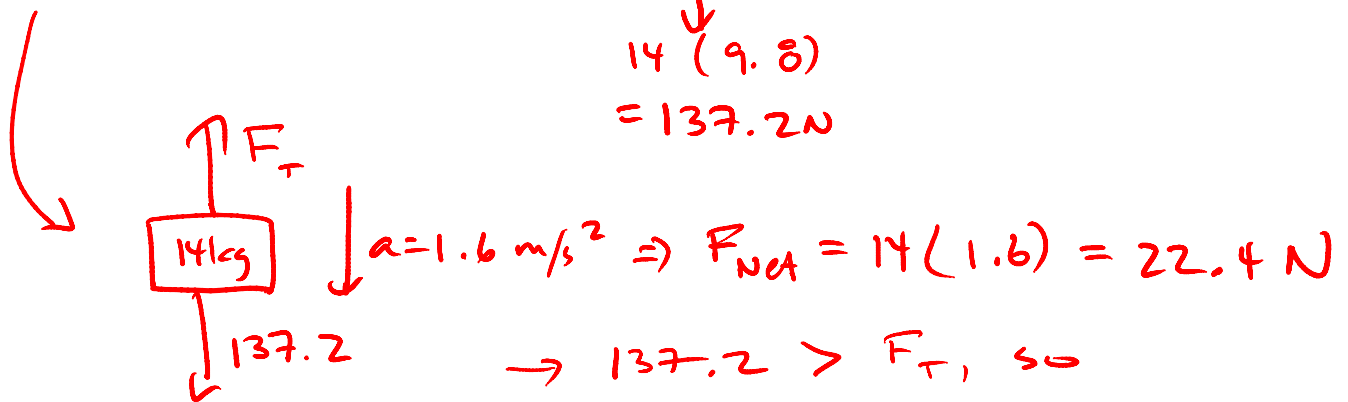 14 (9.8)
= 137.2N
F_T
14kg
a=1.6 m/s² ⇒ F_Net = 14(1.6) = 22.4 N
137.2
→ 137.2 > F_T, so